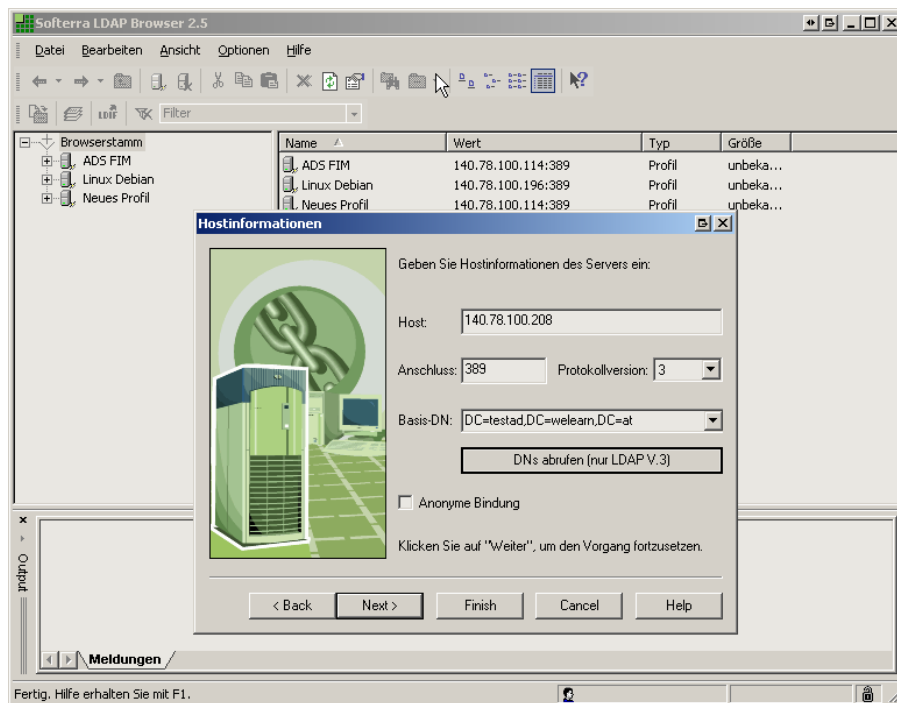 Softerra LDAP Browser 2.5
Datei Bearbeiten Ansicht Optionen Hilfe
LDIF Filter
Browserstamm
ADS FIM
Linux Debian
Neues Profil
Name Wert Typ Größe
ADS FIM 140.78.100.114:389 Profil unbeka...
Linux Debian 140.78.100.196:389 Profil unbeka...
Neues Profil 140.78.100.114:389 Profil unbeka...
Hostinformationen
Geben Sie Hostinformationen des Servers ein:
Host: 140.78.100.208
Anschluss: 389 Protokollversion: 3
Basis-DN: DC=testad,DC=welearn,DC=at
DNs abrufen (nur LDAP V.3)
Anonyme Bindung
Klicken Sie auf "Weiter", um den Vorgang fortzusetzen.
< Back Next > Finish Cancel Help
Output
Meldungen
Fertig. Hilfe erhalten Sie mit F1.